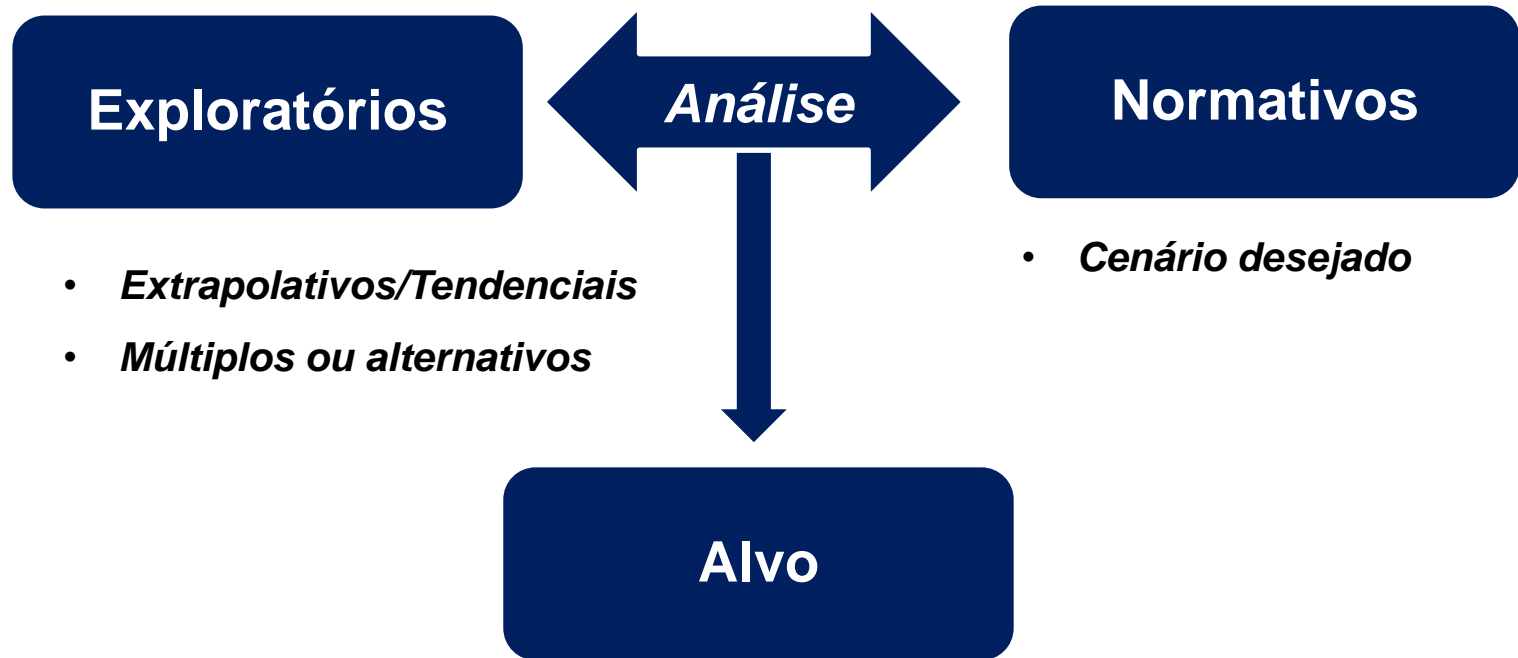 Exploratórios
Análise
Normativos
• Extrapolativos/Tendenciais
• Múltiplos ou alternativos
• Cenário desejado
Alvo